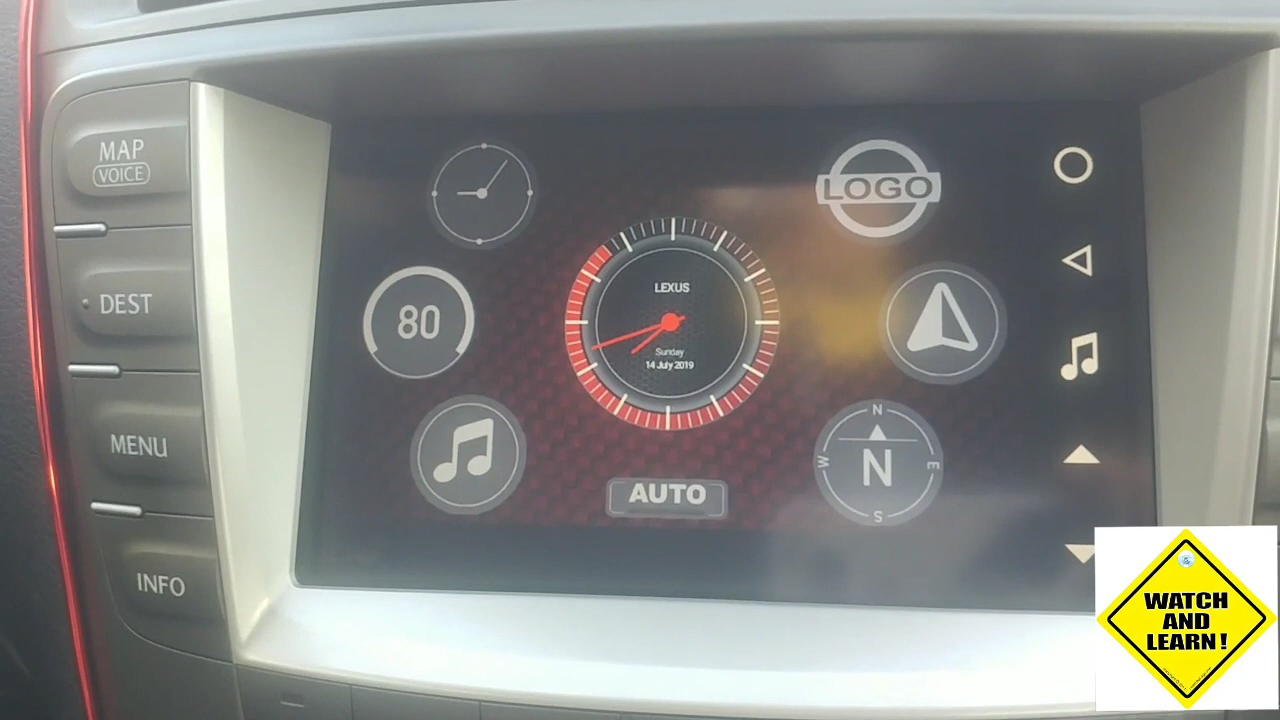 MAP
VOICE
DEST
MENU
INFO
LOGO
80
LEXUS
Sunday
14 July 2019
AUTO
N
W
E
N
S
WATCH
AND
LEARN!